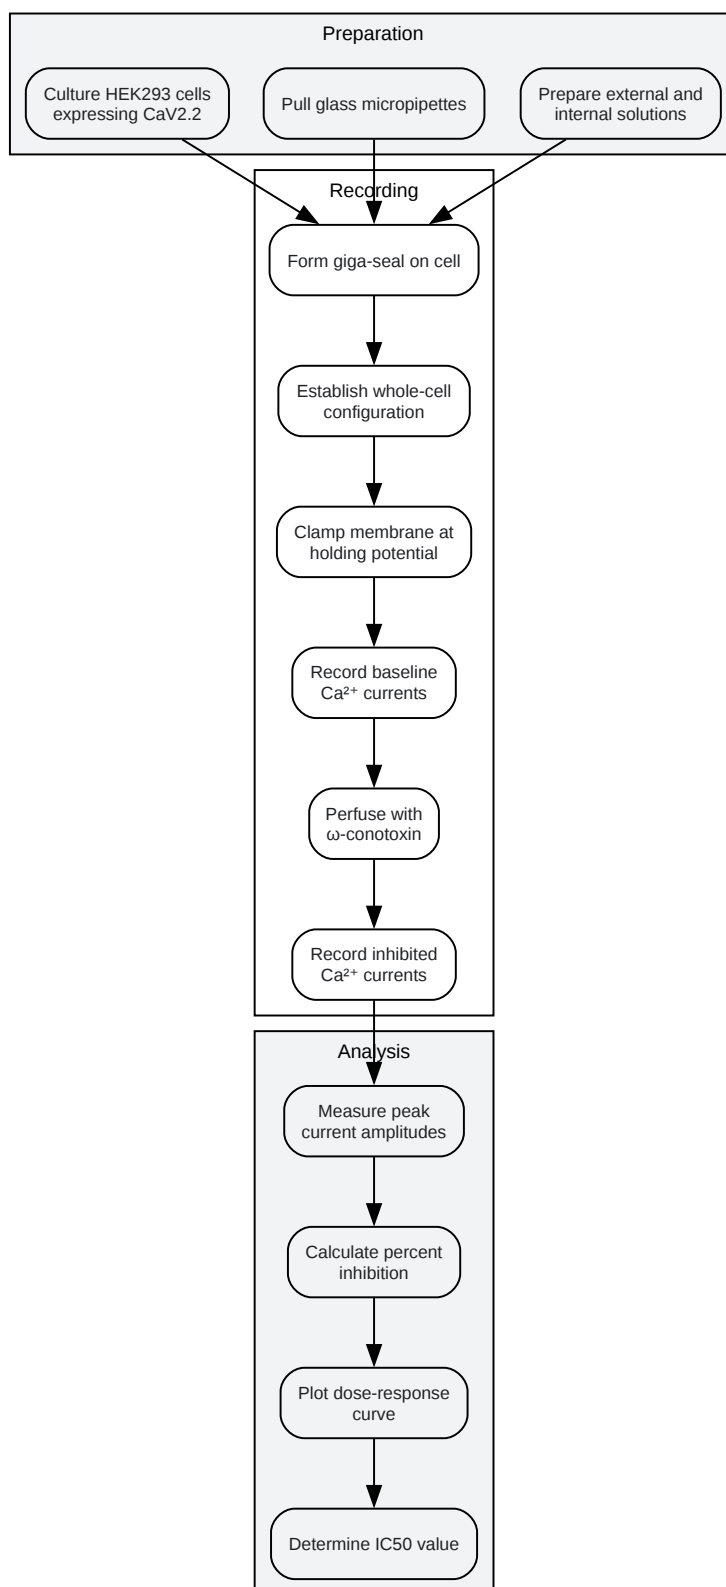 Preparation
Culture HEK293 cells
expressing CaV2.2
Pull glass micropipettes
Prepare external and
internal solutions
Recording
Form giga-seal on cell
Establish whole-cell
configuration
Clamp membrane at
holding potential
Record baseline
Ca²⁺ currents
Perfuse with
ω-conotoxin
Record inhibited
Ca²⁺ currents
Analysis
Measure peak
current amplitudes
Calculate percent
inhibition
Plot dose-response
curve
Determine IC50 value